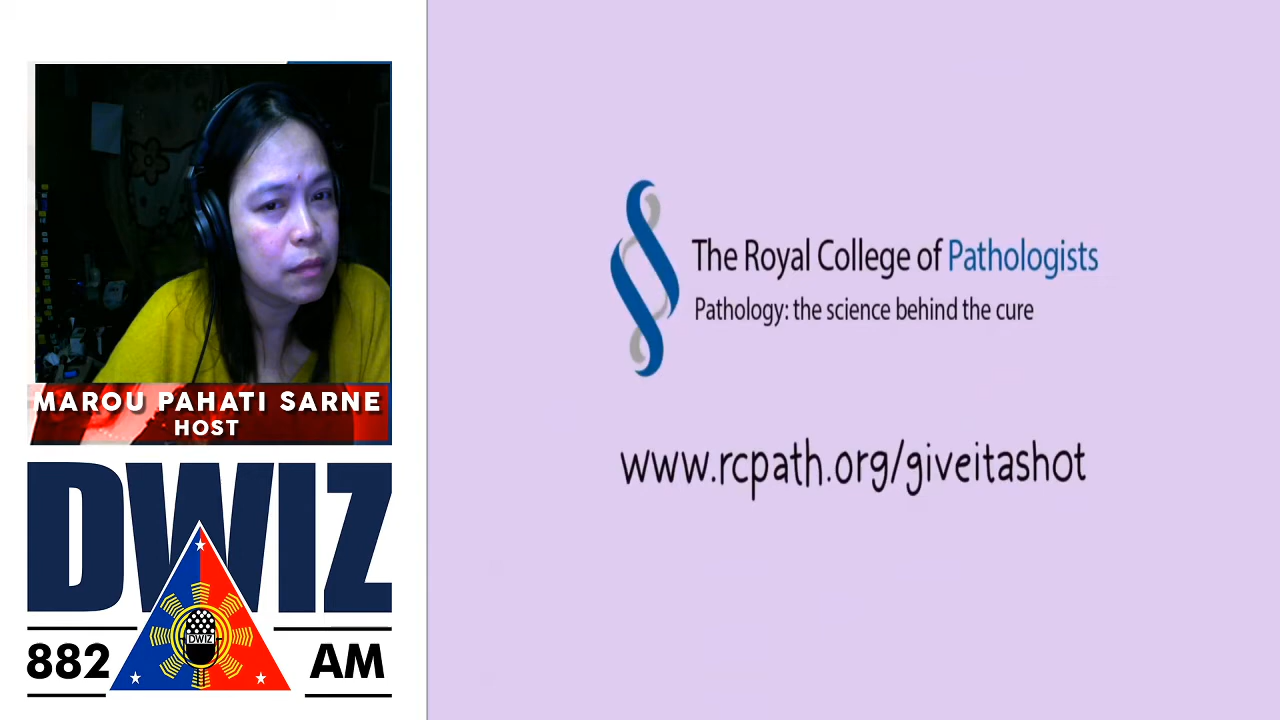 MAROU PAHATI SARNE
HOST
DWIZ
DWIZ
882
AM
The Royal College of Pathologists
Pathology: the science behind the cure
www.rcpath.org/giveitashot